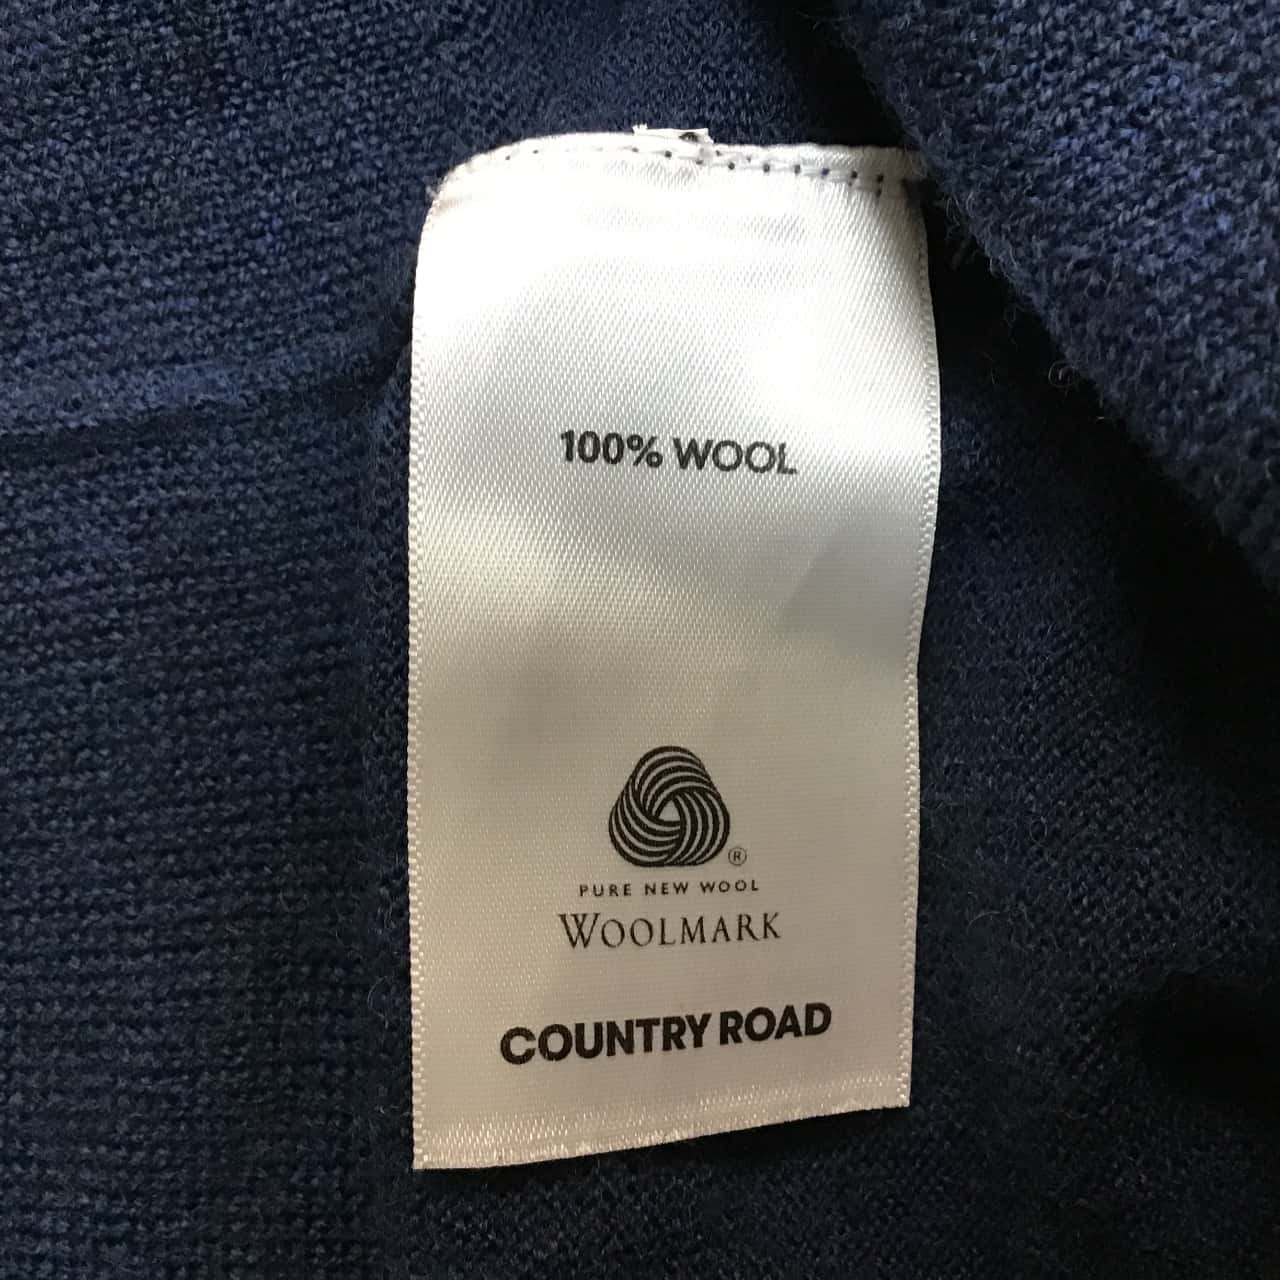 100% WOOL
®
PURE NEW WOOL
WOOLMARK
COUNTRY ROAD